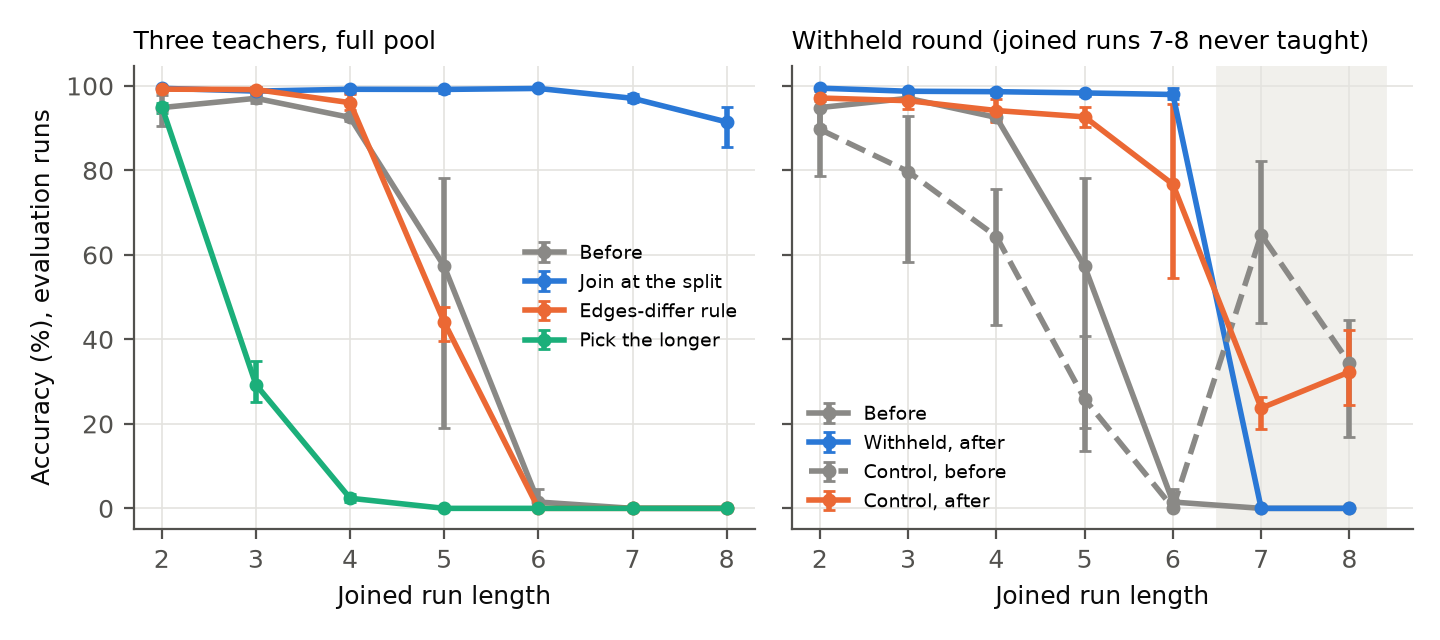 Three teachers, full pool
Accuracy (%), evaluation runs
100
80
60
40
20
0
Before
Join at the split
Edges-differ rule
Pick the longer
2 3 4 5 6 7 8
Joined run length
Withheld round (joined runs 7-8 never taught)
Before
Withheld, after
Control, before
Control, after
2 3 4 5 6 7 8
Joined run length